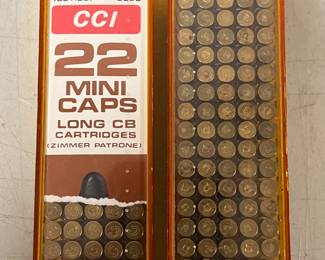 CCI
22
MINI
CAPS
LONG CB
CARTRIDGES
(ZIMMER PATRONE)